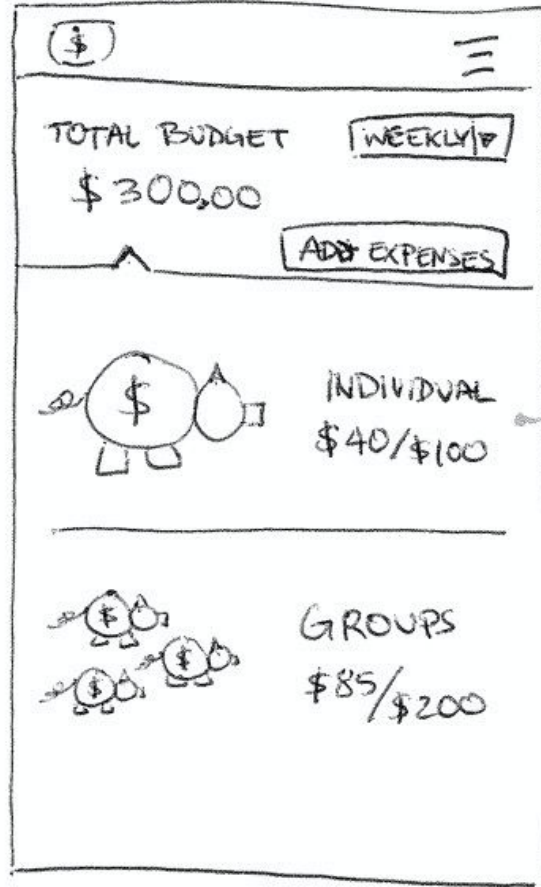 $
TOTAL BUDGET
WEEKLY
$300.00
ADD EXPENSES
$
INDIVIDUAL
$40/$100
$
$
$
GROUPS
$85/$200